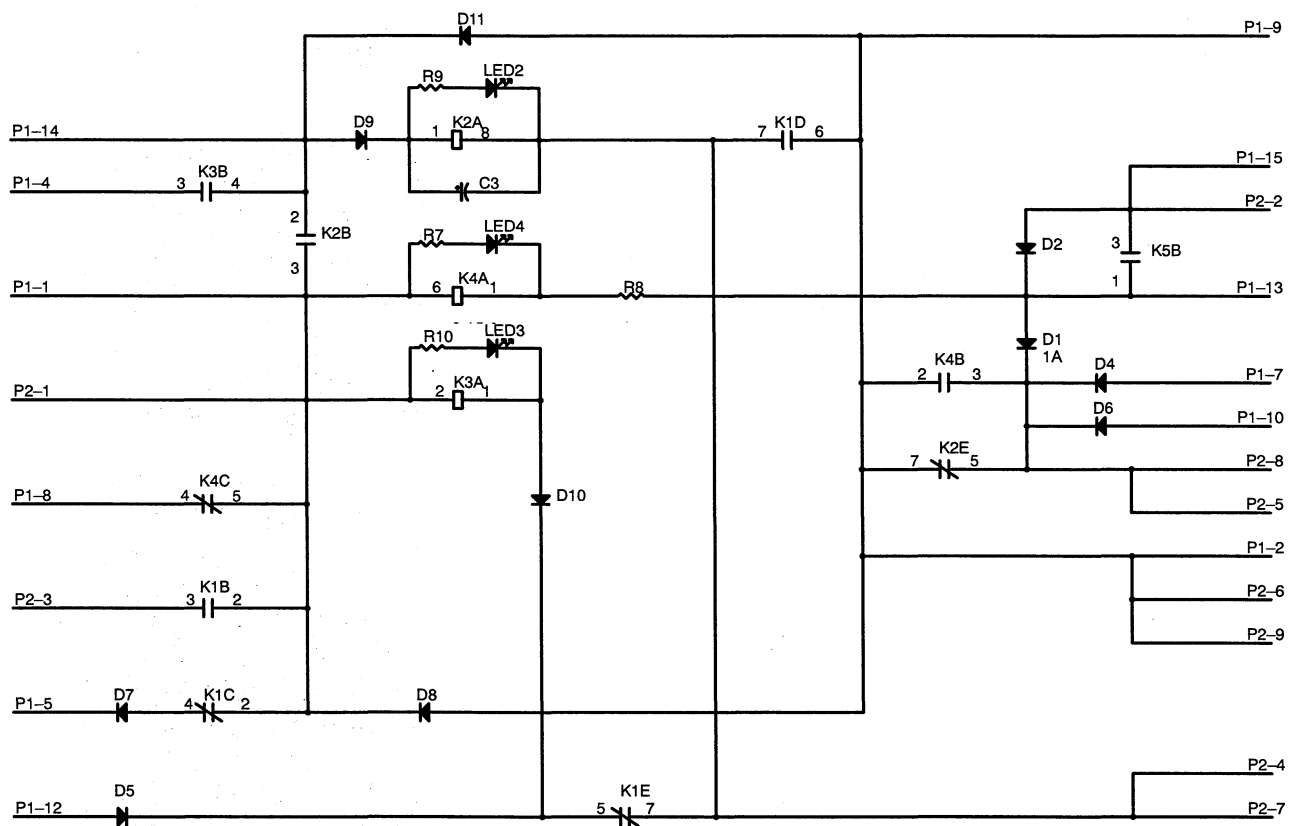 D11
P1–9
R9 LED2
P1–14 D9 1 K2A 8 7 K1D 6
P1–15
P1–4 3 K3B 4 C3
P2–2
2 K2B 3
R7 LED4
D2 3 K5B 1
P1–1 6 K4A 1 R8 P1–13
R10 LED3
D1
1A
2 K4B 3 D4 P1–7
P2–1 2 K3A 1
D6 P1–10
7 K2E 5 P2–8
P1–8 4 K4C 5 D10
P2–5
P1–2
P2–3 3 K1B 2 P2–6
P2–9
P1–5 D7 4 K1C 2 D8
P2–4
P1–12 D5 5 K1E 7 P2–7